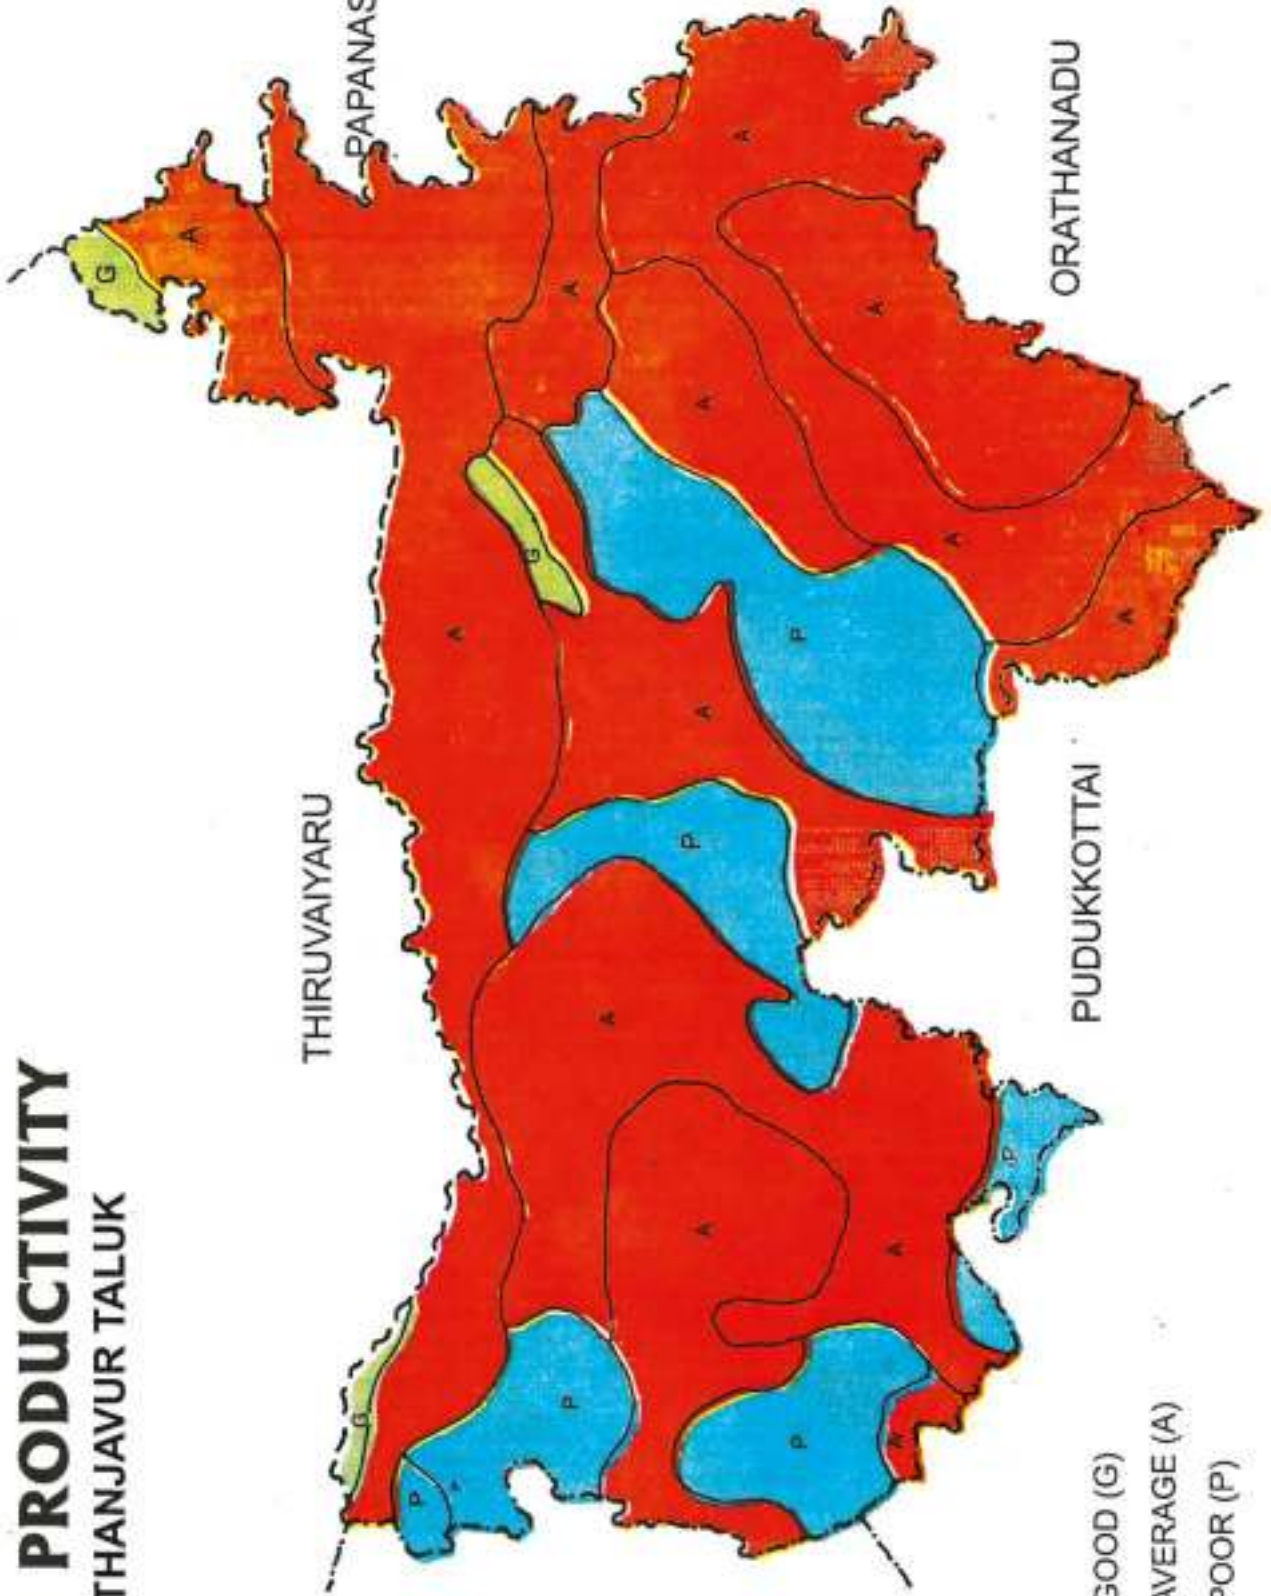 PRODUCTIVITY
THANJAVUR TALUK
THIRUVAIYARU
PAPANAS
ORATHANADU
PUDUKKOTTAI
G
A
A
G
A
A
A
A
A
A
A
P
P
A
A
A
P
G
P
P
P
A
GOOD (G)
AVERAGE (A)
POOR (P)